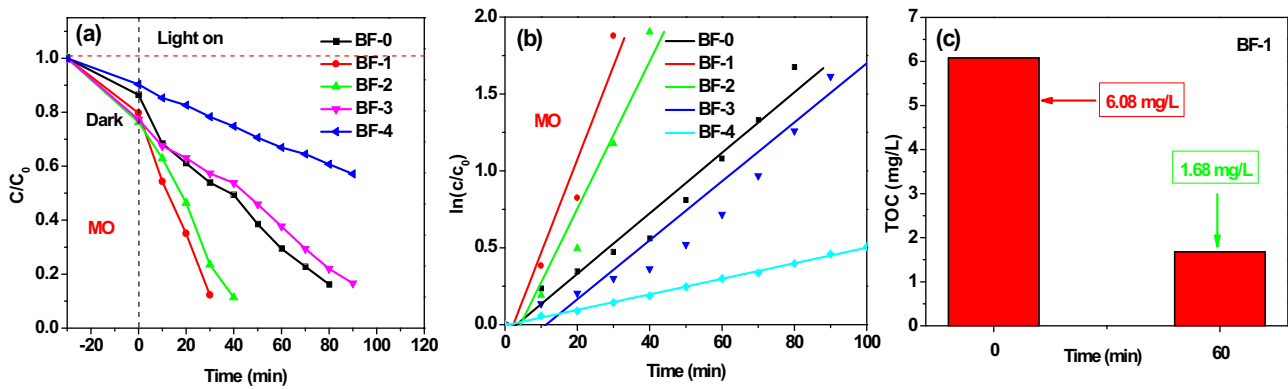 (a)
Light on
BF-0
BF-1
BF-2
BF-3
BF-4
Dark
MO
C/C0
1.0
0.8
0.6
0.4
0.2
0.0
-20 0 20 40 60 80 100 120
Time (min)
(b)
BF-0
BF-1
BF-2
BF-3
BF-4
MO
ln(c/c0)
2.0
1.5
1.0
0.5
0.0
0 20 40 60 80 100
Time (min)
(c)
BF-1
6.08 mg/L
1.68 mg/L
TOC (mg/L)
7
6
5
4
3
2
1
0
0 60
Time (min)